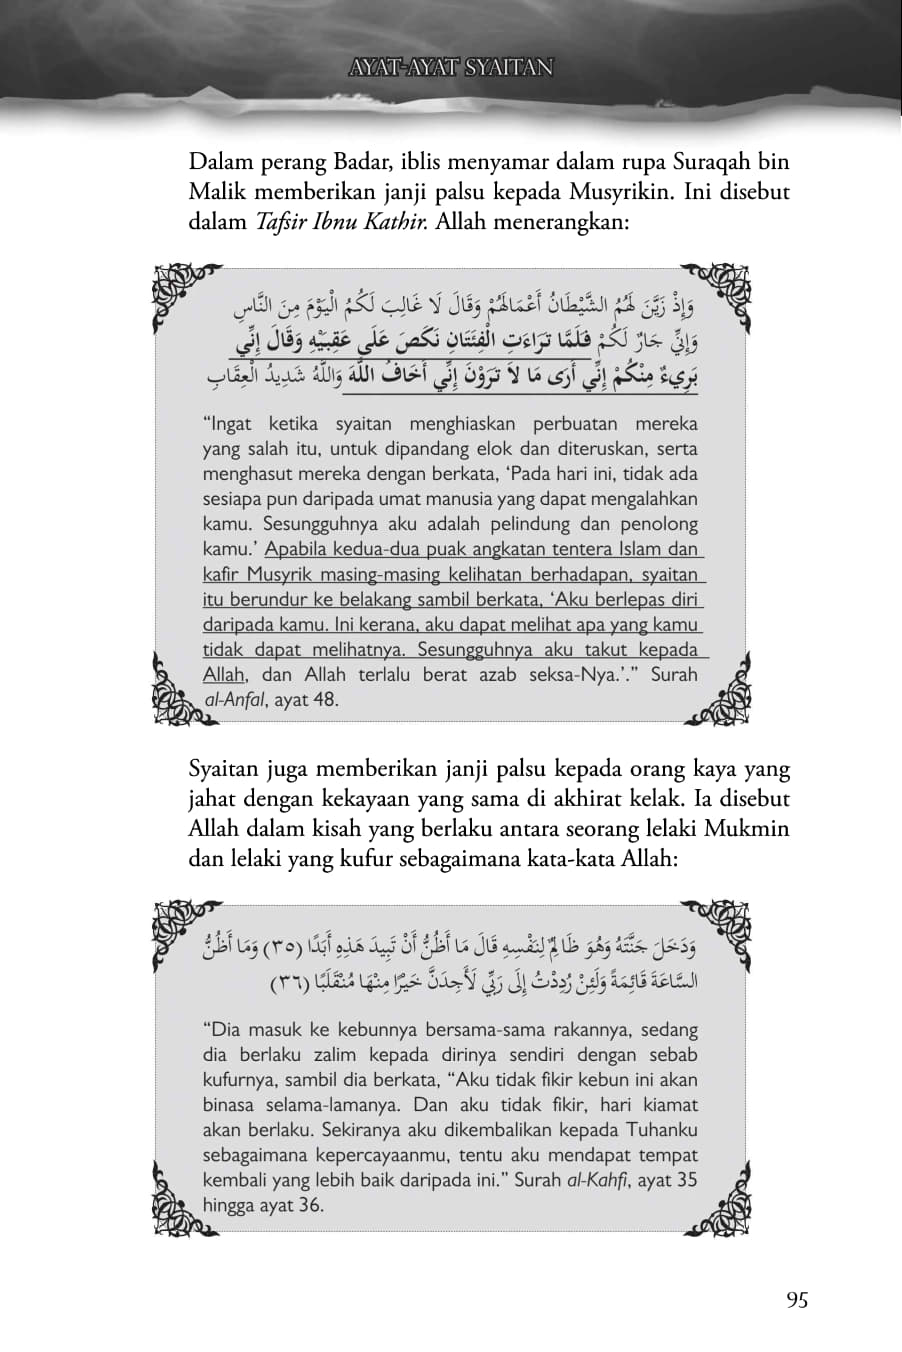 AYAT-AYAT SYAITAN
Dalam perang Badar, iblis menyamar dalam rupa Suraqah bin
Malik memberikan janji palsu kepada Musyrikin. Ini disebut
dalam Tafsir Ibnu Kathir. Allah menerangkan:
وَإِذْ زَيَّنَ لَهُمُ الشَّيْطَانُ أَعْمَالَهُمْ وَقَالَ لَا غَالِبَ لَكُمُ الْيَوْمَ مِنَ النَّاسِ
وَإِنِّي جَارٌ لَكُمْ فَلَمَّا تَرَاءَتِ الْفِئَتَانِ نَكَصَ عَلَى عَقِبَيْهِ وَقَالَ إِنِّي
بَرِيءٌ مِنْكُمْ إِنِّي أَرَى مَا لَا تَرَوْنَ إِنِّي أَخَافُ اللَّهَ وَاللَّهُ شَدِيدُ الْعِقَابِ
“Ingat ketika syaitan menghiaskan perbuatan mereka
yang salah itu, untuk dipandang elok dan diteruskan, serta
menghasut mereka dengan berkata, ‘Pada hari ini, tidak ada
sesiapa pun daripada umat manusia yang dapat mengalahkan
kamu. Sesungguhnya aku adalah pelindung dan penolong
kamu.’ Apabila kedua-dua puak angkatan tentera Islam dan
kafir Musyrik masing-masing kelihatan berhadapan, syaitan
itu berundur ke belakang sambil berkata, ‘Aku berlepas diri
daripada kamu. Ini kerana, aku dapat melihat apa yang kamu
tidak dapat melihatnya. Sesungguhnya aku takut kepada
Allah, dan Allah terlalu berat azab seksa-Nya.’.” Surah
al-Anfal, ayat 48.
Syaitan juga memberikan janji palsu kepada orang kaya yang
jahat dengan kekayaan yang sama di akhirat kelak. Ia disebut
Allah dalam kisah yang berlaku antara seorang lelaki Mukmin
dan lelaki yang kufur sebagaimana kata-kata Allah:
وَدَخَلَ جَنَّتَهُ وَهُوَ ظَالِمٌ لِنَفْسِهِ قَالَ مَا أَظُنُّ أَنْ تَبِيدَ هَذِهِ أَبَدًا (٣٥) وَمَا أَظُنُّ
السَّاعَةَ قَائِمَةً وَلَئِنْ رُدِدْتُ إِلَى رَبِّي لَأَجِدَنَّ خَيْرًا مِنْهَا مُنْقَلَبًا (٣٦)
“Dia masuk ke kebunnya bersama-sama rakannya, sedang
dia berlaku zalim kepada dirinya sendiri dengan sebab
kufurnya, sambil dia berkata, “Aku tidak fikir kebun ini akan
binasa selama-lamanya. Dan aku tidak fikir, hari kiamat
akan berlaku. Sekiranya aku dikembalikan kepada Tuhanku
sebagaimana kepercayaanmu, tentu aku mendapat tempat
kembali yang lebih baik daripada ini.” Surah al-Kahfi, ayat 35
hingga ayat 36.
95